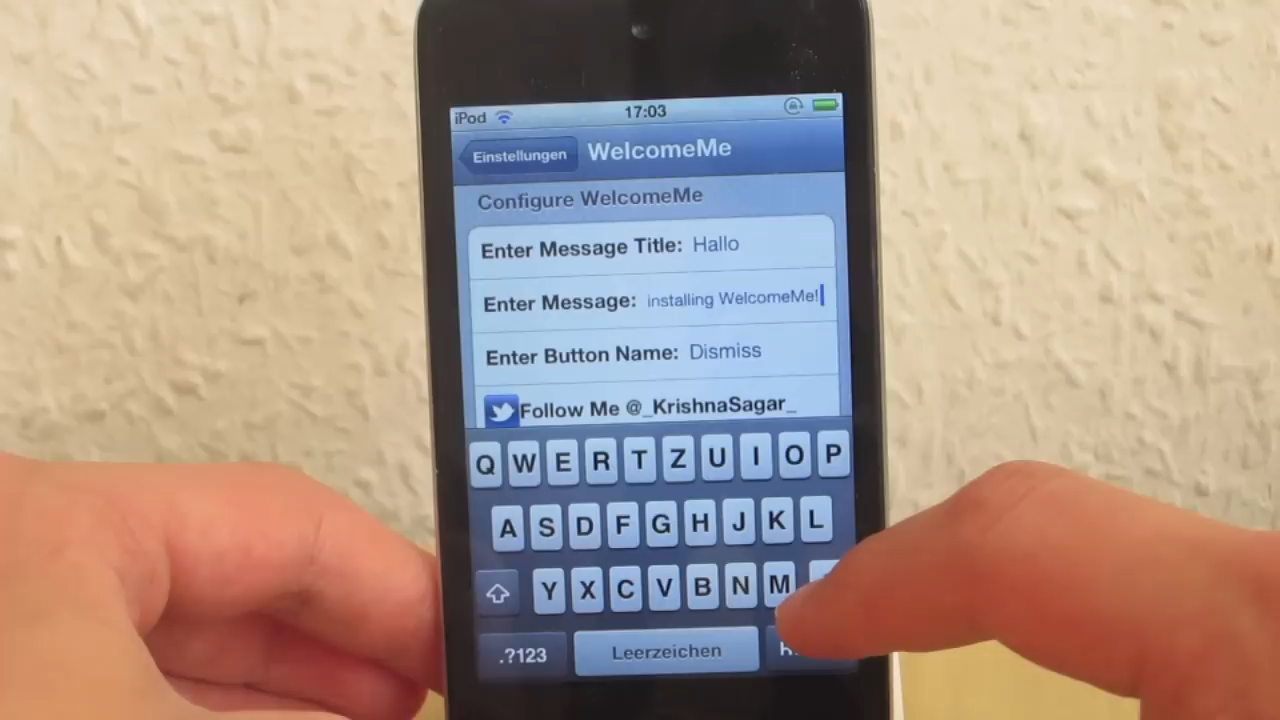 iPod 17:03
Einstellungen WelcomeMe
Configure WelcomeMe
Enter Message Title: Hallo
Enter Message: installing WelcomeMe!
Enter Button Name: Dismiss
Follow Me @_KrishnaSagar_
Q W E R T Z U I O P
A S D F G H J K L
Y X C V B N M
.?123 Leerzeichen